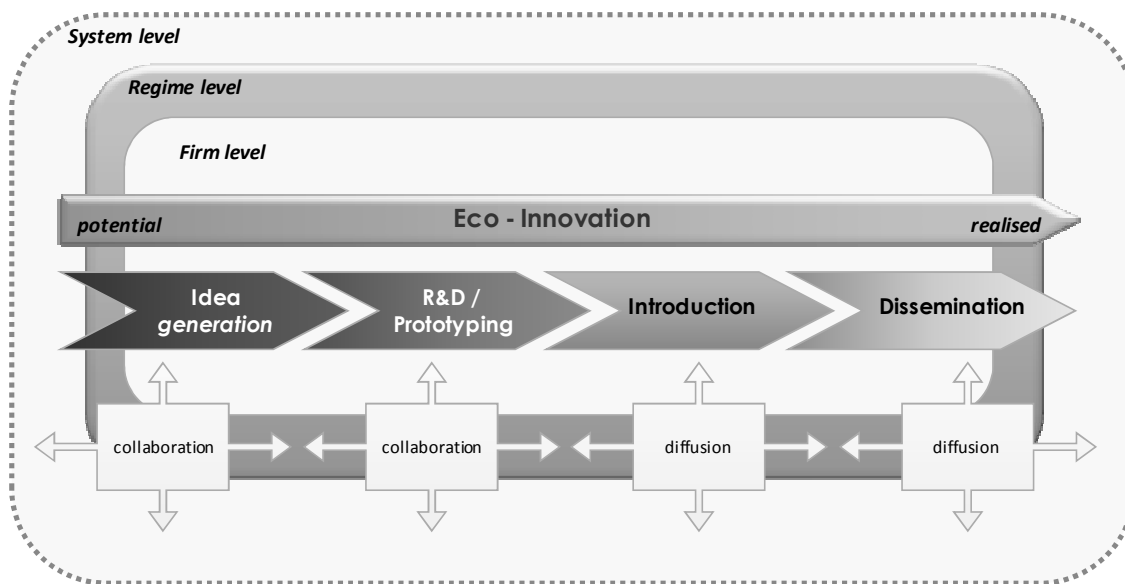 System level
Regime level
Firm level
potential Eco - Innovation realised
Idea
generation
R&D /
Prototyping
Introduction
Dissemination
collaboration
collaboration
diffusion
diffusion